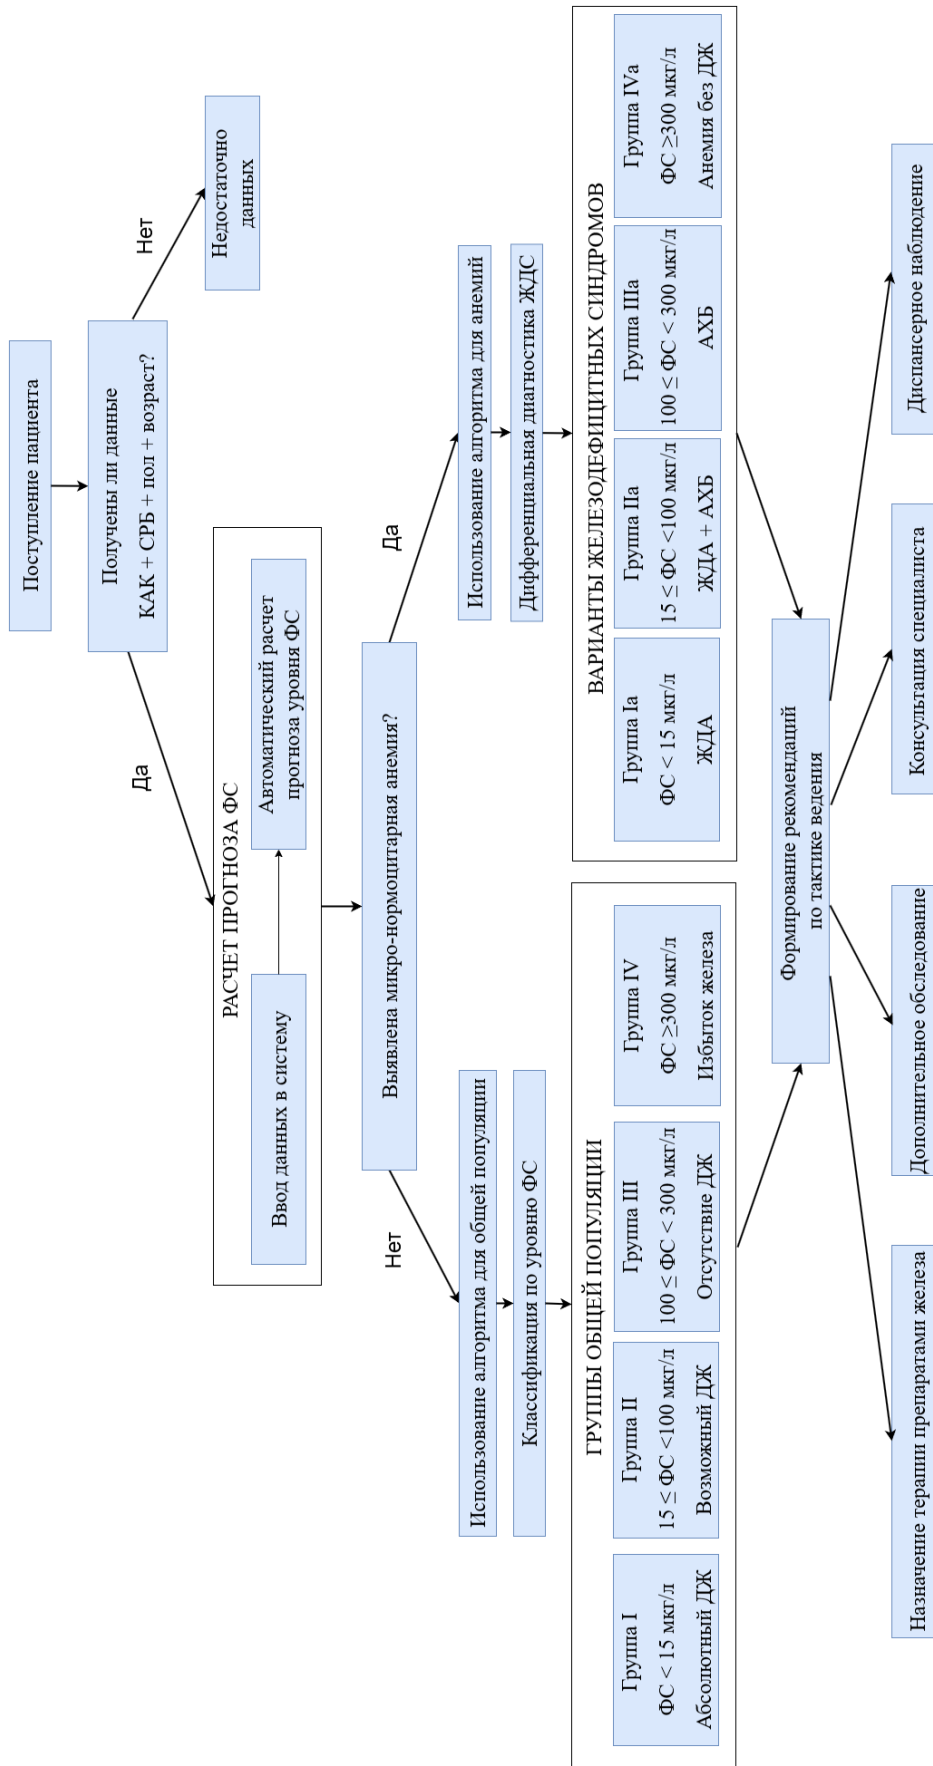 Поступление пациента
Получены ли данные
КАК + СРБ + пол + возраст?
Да
Нет
Недостаточно
данных
РАСЧЕТ ПРОГНОЗА ФС
Ввод данных в систему
Автоматический расчет
прогноза уровня ФС
Выявлена микро-нормоцитарная анемия?
Нет
Да
Использование алгоритма для общей популяции
Классификация по уровню ФС
Использование алгоритма для анемий
Дифференциальная диагностика ЖДС
ГРУППЫ ОБЩЕЙ ПОПУЛЯЦИИ
Группа I
ФС < 15 мкг/л
Абсолютный ДЖ
Группа II
15 ≤ ФС <100 мкг/л
Возможный ДЖ
Группа III
100 ≤ ФС < 300 мкг/л
Отсутствие ДЖ
Группа IV
ФС ≥300 мкг/л
Избыток железа
ВАРИАНТЫ ЖЕЛЕЗОДЕФИЦИТНЫХ СИНДРОМОВ
Группа Iа
ФС < 15 мкг/л
ЖДА
Группа IIа
15 ≤ ФС <100 мкг/л
ЖДА + АХБ
Группа IIIа
100 ≤ ФС < 300 мкг/л
АХБ
Группа IVа
ФС ≥300 мкг/л
Анемия без ДЖ
Формирование рекомендаций
по тактике ведения
Назначение терапии препаратами железа
Дополнительное обследование
Консультация специалиста
Диспансерное наблюдение